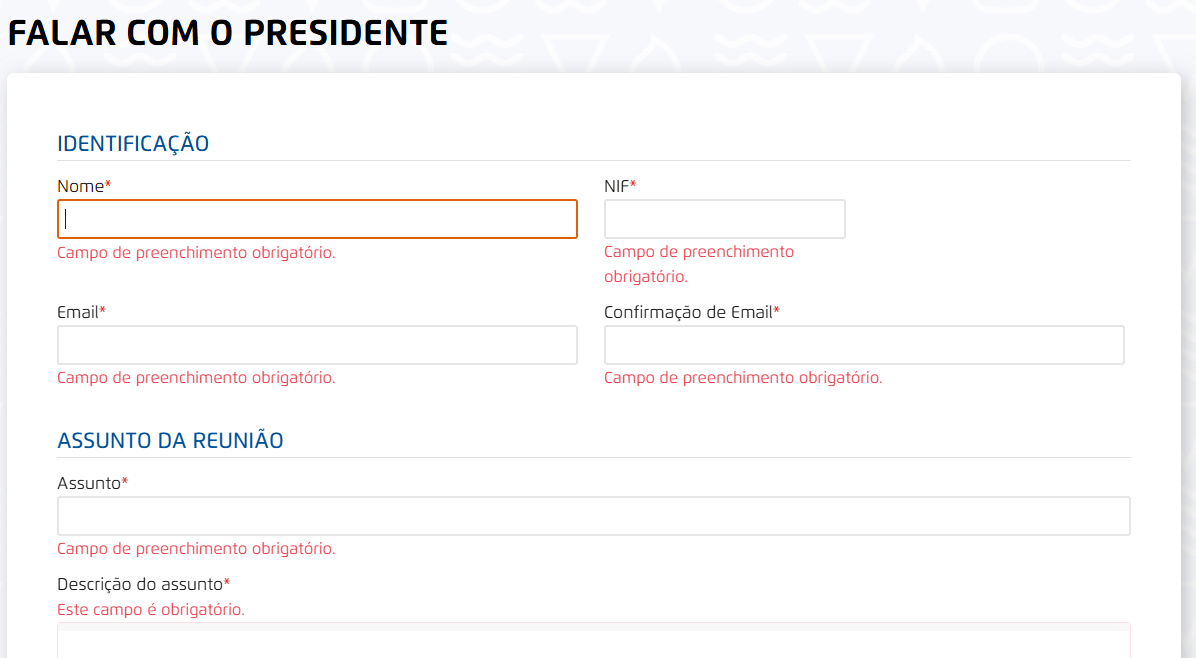 FALAR COM O PRESIDENTE
IDENTIFICAÇÃO
Nome*
NIF*
Campo de preenchimento obrigatório.
Campo de preenchimento
obrigatório.
Email*
Confirmação de Email*
Campo de preenchimento obrigatório.
Campo de preenchimento obrigatório.
ASSUNTO DA REUNIÃO
Assunto*
Campo de preenchimento obrigatório.
Descrição do assunto*
Este campo é obrigatório.